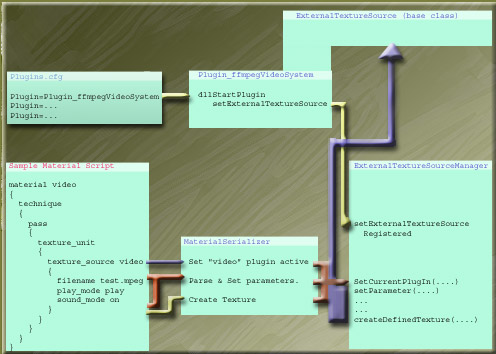 ExternalTextureSource (base class)
Plugins.cfg
Plugin=Plugin_ffmpegVideoSystem
Plugin=...
Plugin=...
Plugin_ffmpegVideoSystem
dllStartPlugin
setExternalTextureSource
Sample Material Script
material video
{
technique
{
pass
{
texture_unit
{
texture_source video
{
filename test.mpeg
play_mode play
sound_mode on
}
}
}
}
}
MaterialSerializer
Set "video" plugin active
Parse & Set parameters.
Create Texture
ExternalTextureSourceManager
setExternalTextureSource
Registered
SetCurrentPlugIn(....)
setParameter(....)
...
...
createDefinedTexture(....)